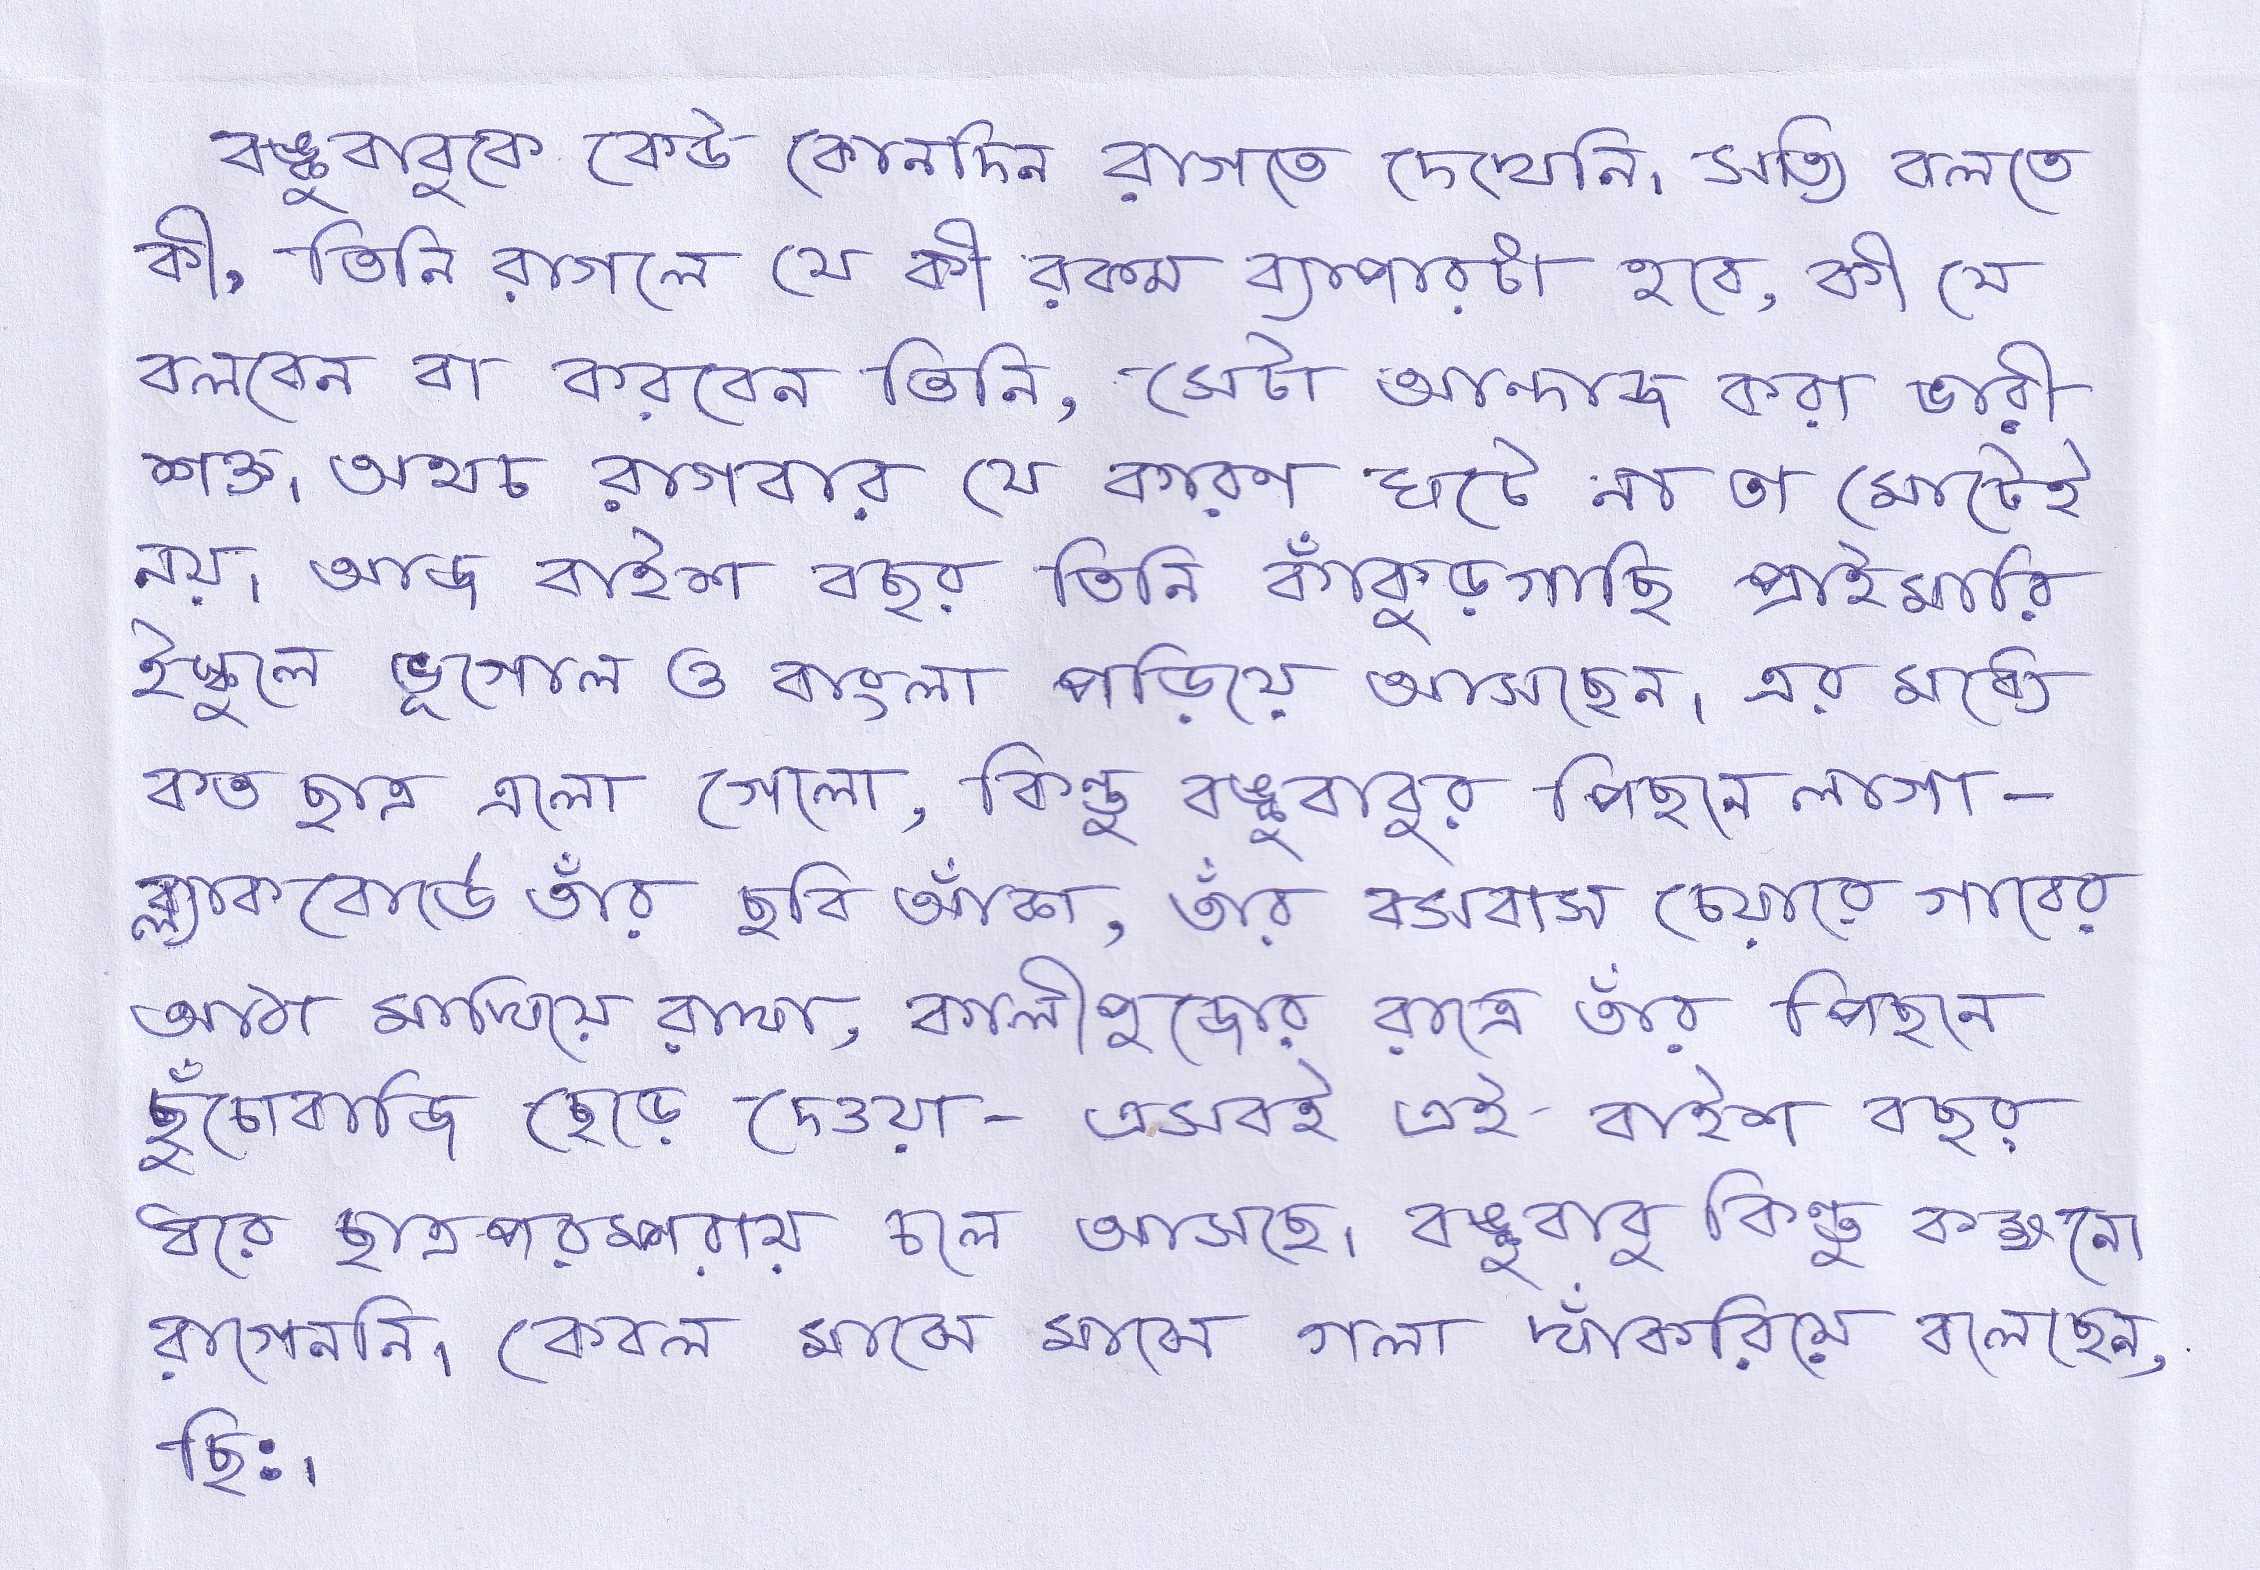 বঙ্কুবাবুকে কেউ কোনদিন রাগতে দেখেনি। সত্যি বলতে
কী, তিনি রাগলে যে কী রকম ব্যাপারটা হবে, কী যে
বলবেন বা করবেন তিনি, সেটা আন্দাজ করা ভারী
শক্ত। অথচ রাগবার যে কারণ ঘটে না তা মোটেই
নয়। আজ বাইশ বছর তিনি কাঁকুড়গাছি প্রাইমারি
ইস্কুলে ভূগোল ও বাংলা পড়িয়ে আসছেন। এর মধ্যে
কত ছাত্র এলো গেলো, কিন্তু বঙ্কুবাবুর পিছনে লাগা -
ব্ল্যাকবোর্ডে তাঁর ছবি আঁকা, তাঁর বসবাস চেয়ারে গাবের
আঠা মাখিয়ে রাখা, কালীপুজোর রাত্রে তাঁর পিছনে
ছুঁচোবাজি ছেড়ে দেওয়া - এসবই এই বাইশ বছর
ধরে ছাত্রপরম্পরায় চলে আসছে। বঙ্কুবাবু কিন্তু কক্ষনো
রাগেননি। কেবল মাঝে মাঝে গলা খাঁকরিয়ে বলেছেন,
ছিঃ।